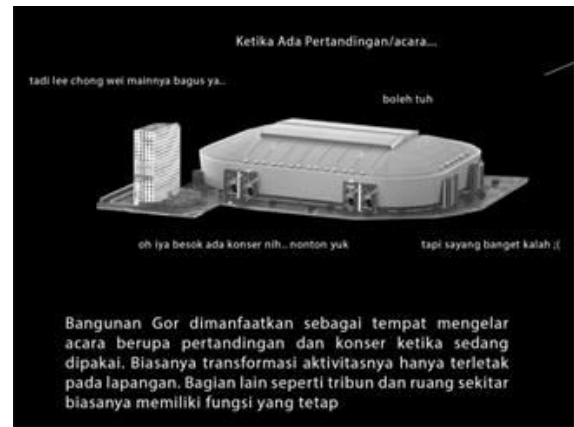 Ketika Ada Pertandingan/acara...
tadi lee chong wei mainnya bagus ya..
boleh tuh
oh iya besok ada konser nih.. nonton yuk
tapi sayang banget kalah ;(
Bangunan Gor dimanfaatkan sebagai tempat mengelar
acara berupa pertandingan dan konser ketika sedang
dipakai. Biasanya transformasi aktivitasnya hanya terletak
pada lapangan. Bagian lain seperti tribun dan ruang sekitar
biasanya memiliki fungsi yang tetap